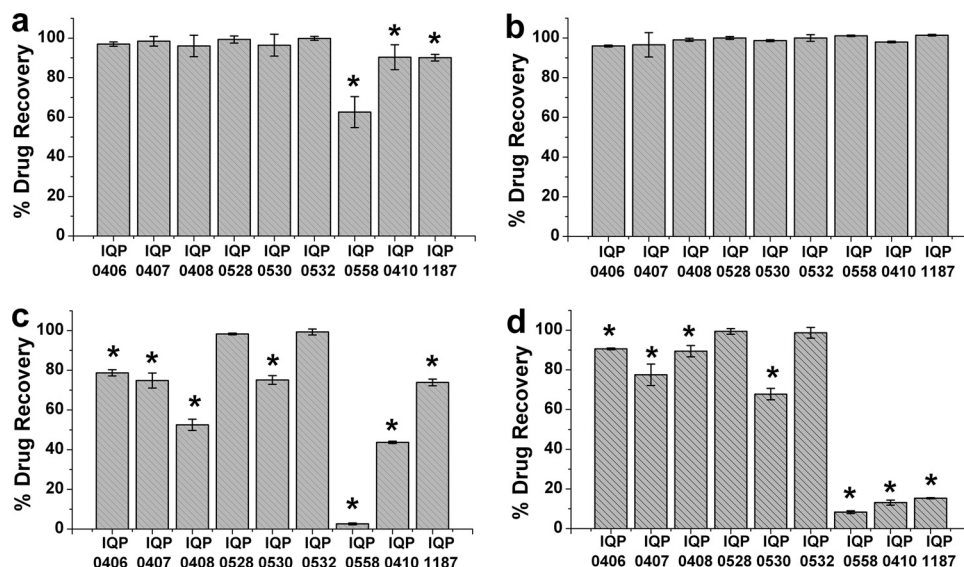 a
% Drug Recovery
100
80
60
40
20
0
* * *
IQP IQP IQP IQP IQP IQP IQP IQP IQP
0406 0407 0408 0528 0530 0532 0558 0410 1187
b
% Drug Recovery
100
80
60
40
20
0
IQP IQP IQP IQP IQP IQP IQP IQP IQP
0406 0407 0408 0528 0530 0532 0558 0410 1187
c
% Drug Recovery
100
80
60
40
20
0
* * * * * * *
IQP IQP IQP IQP IQP IQP IQP IQP IQP
0406 0407 0408 0528 0530 0532 0558 0410 1187
d
% Drug Recovery
100
80
60
40
20
0
* * * * * * *
IQP IQP IQP IQP IQP IQP IQP IQP IQP
0406 0407 0408 0528 0530 0532 0558 0410 1187